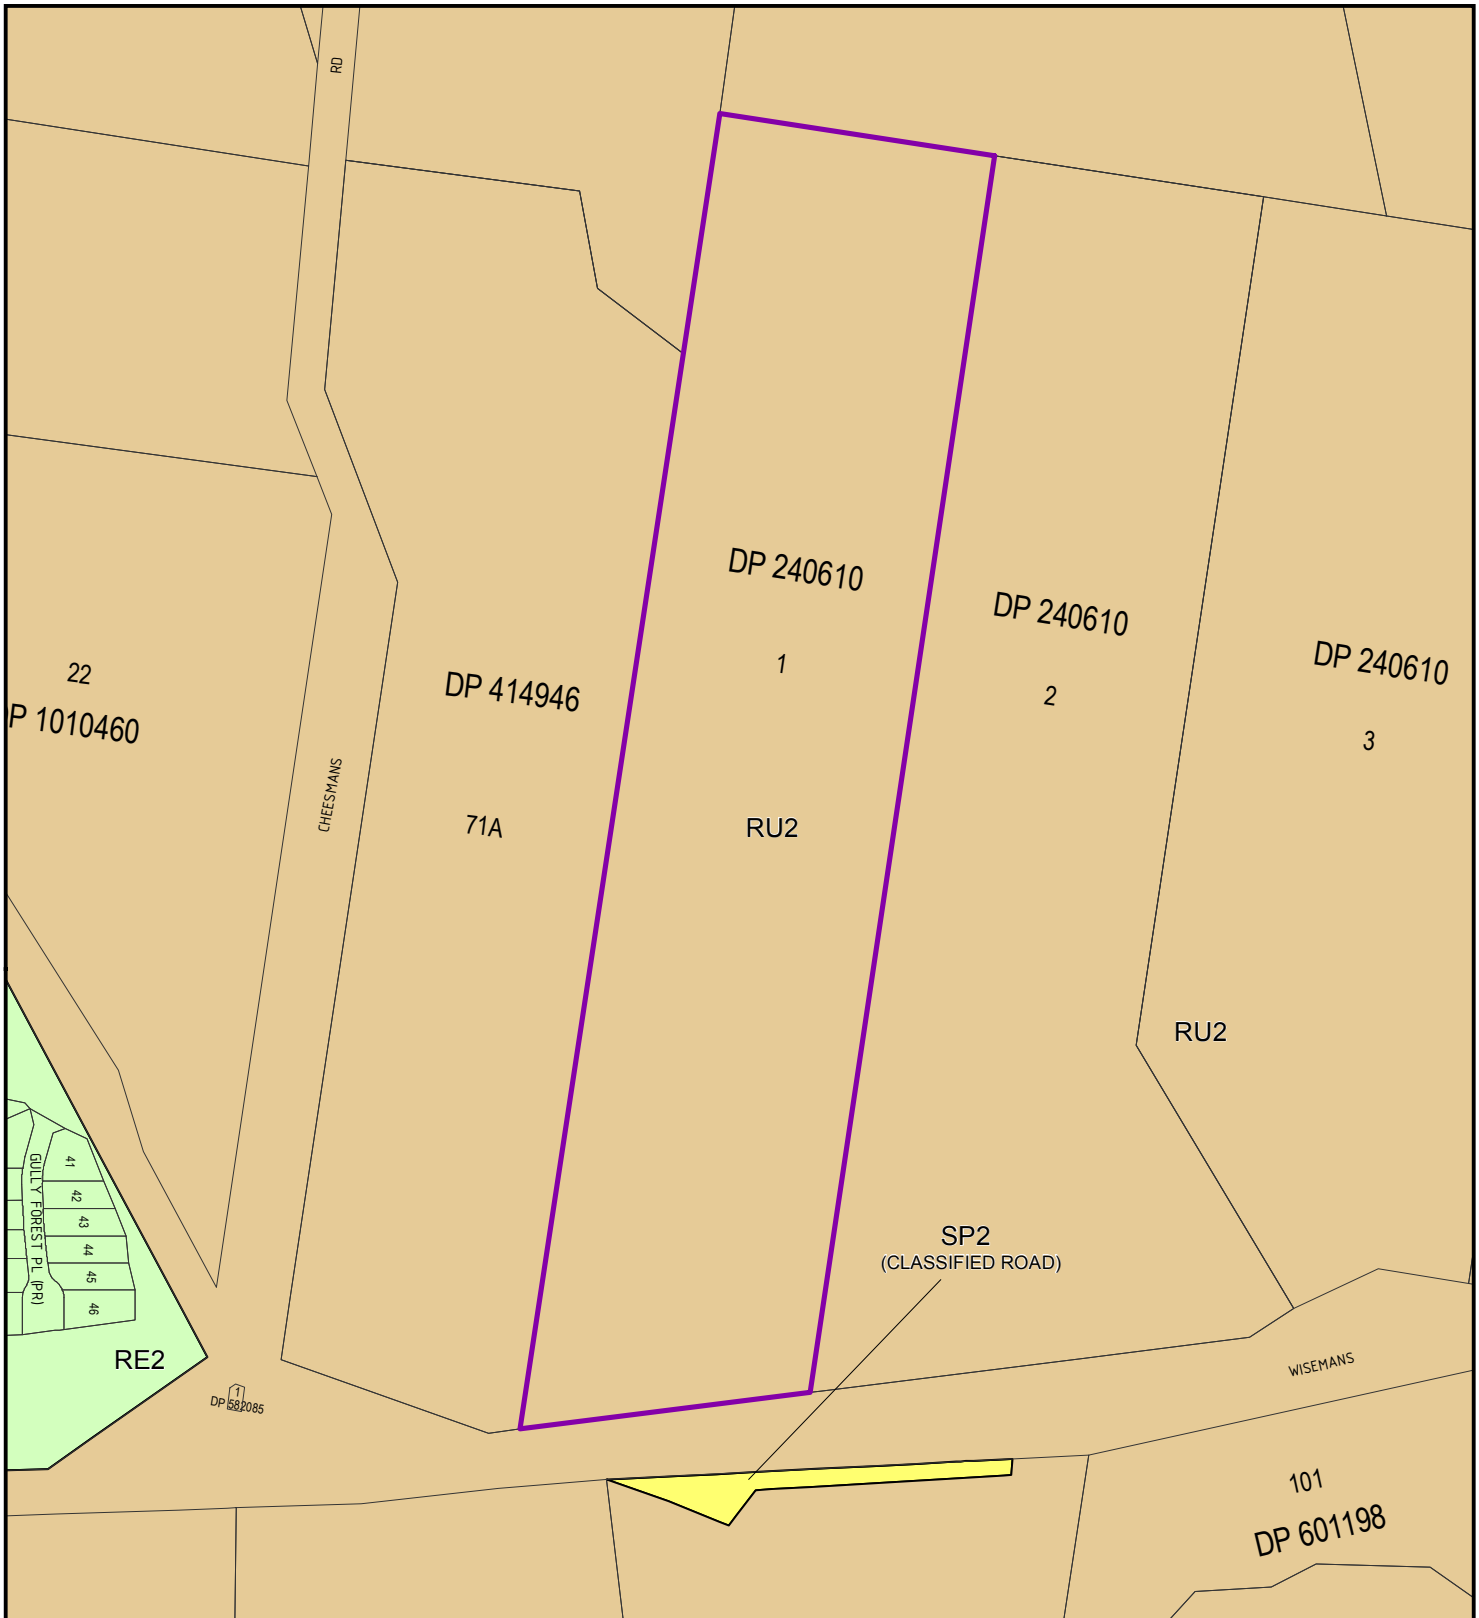 RD
DP 240610
1
DP 240610
2
DP 240610
3
22
P 1010460
DP 414946
71A
CHEESMANS
RU2
RU2
GULLY FOREST PL (PR)
41
42
43
44
45
46
RE2
1
DP 582085
SP2
(CLASSIFIED ROAD)
WISEMANS
101
DP 601198